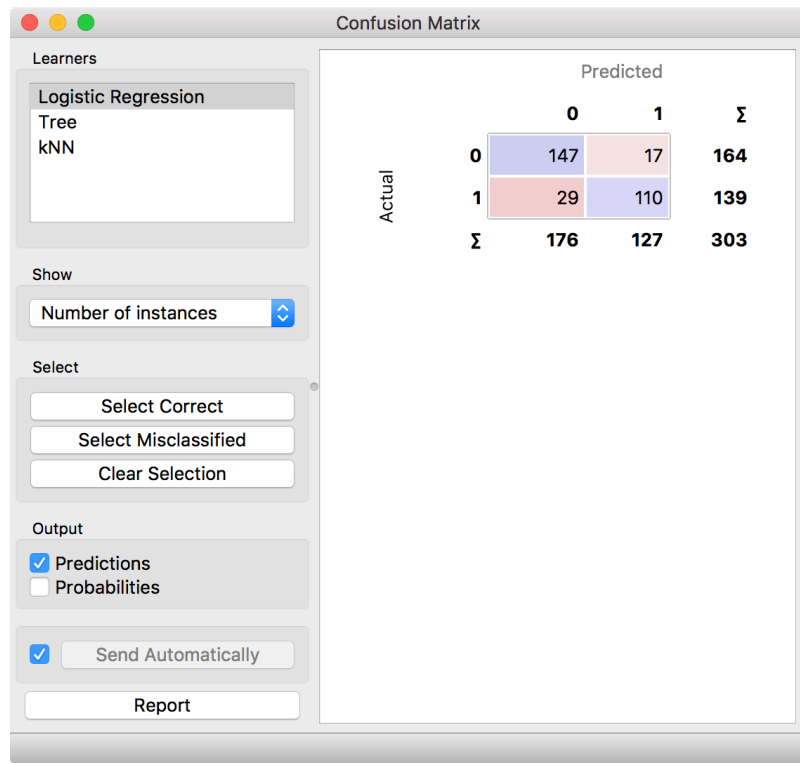 Confusion Matrix
Learners
Logistic Regression
Tree
kNN
Show
Number of instances
Select
Select Correct
Select Misclassified
Clear Selection
Output
Predictions
Probabilities
Send Automatically
Report
Predicted
0 1 Σ
Actual
0 147 17 164
1 29 110 139
Σ 176 127 303